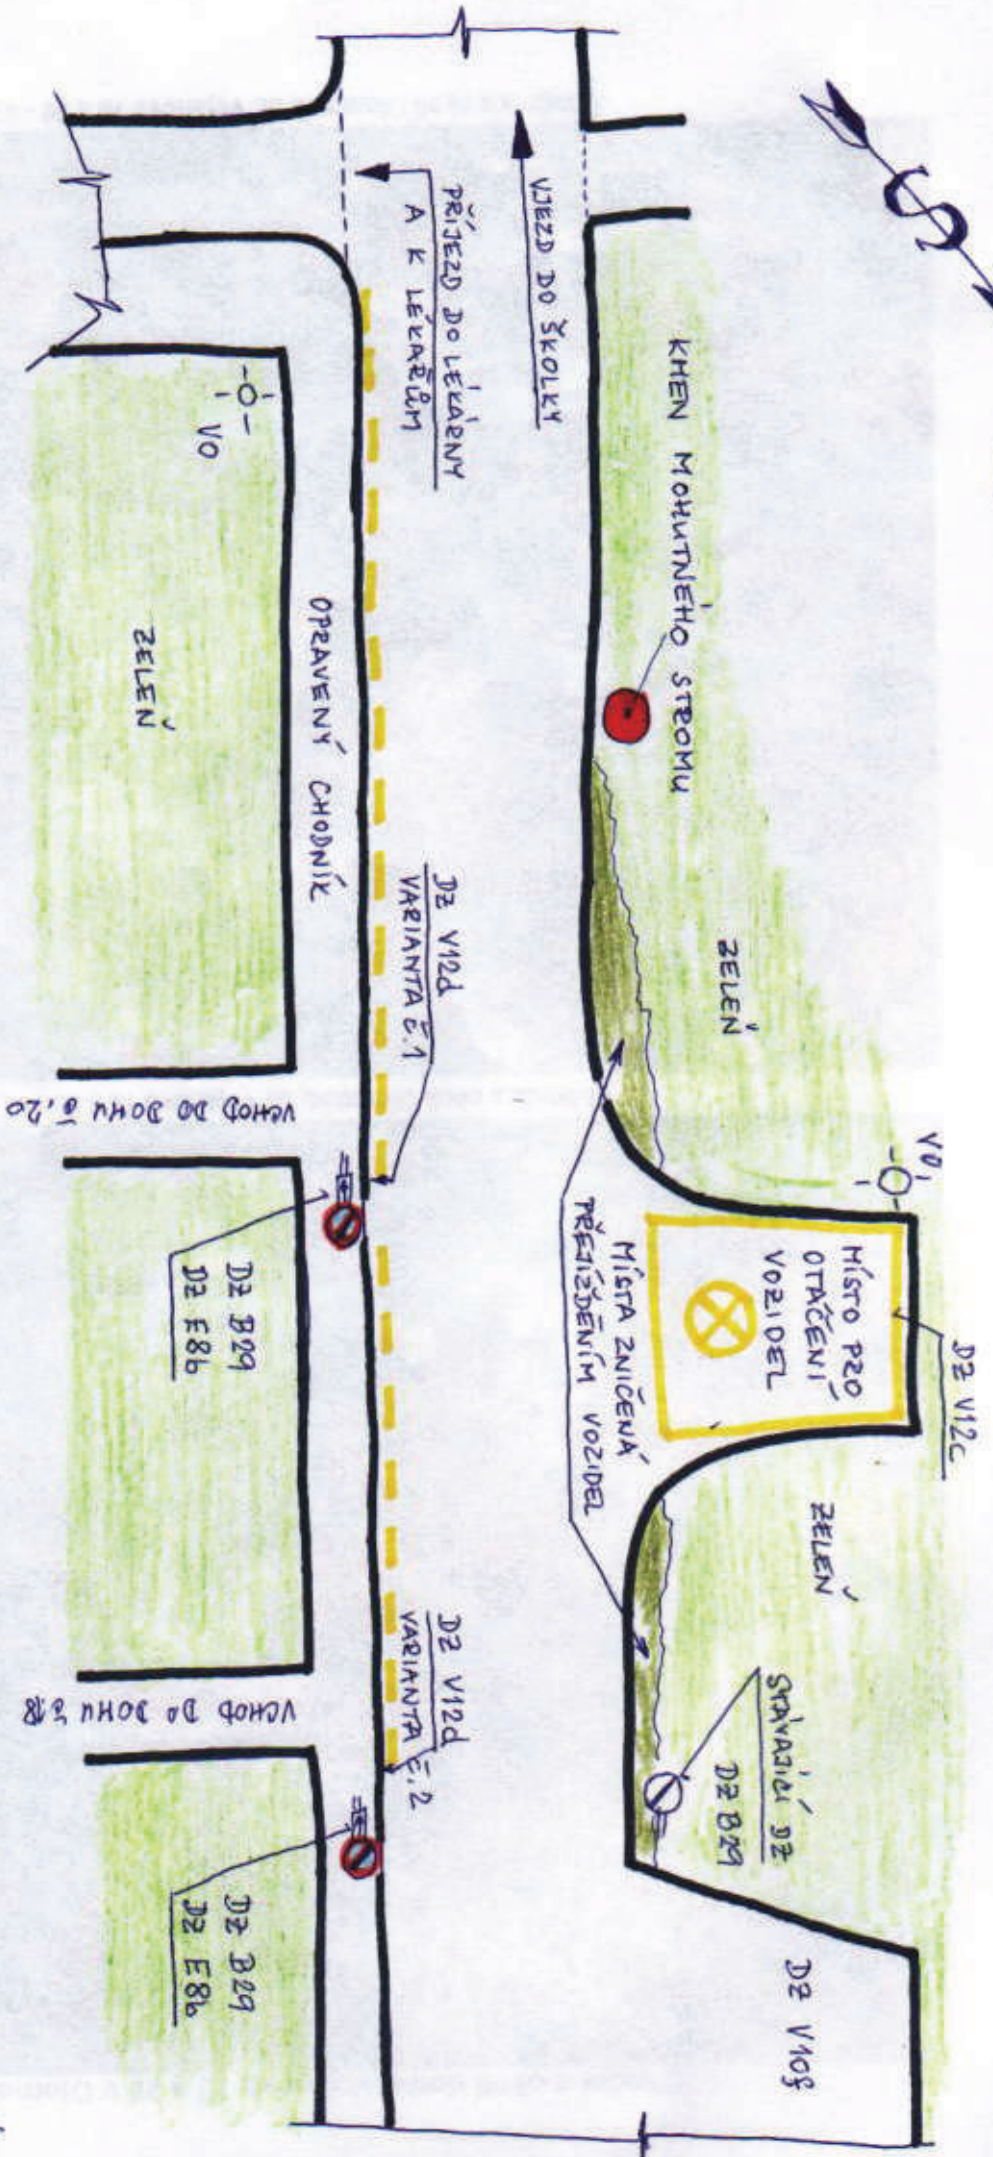 S
VJEZD DO ŠKOLKY
PŘÍJEZD DO LÉKÁRNY
A K LÉKAŘŮM
KMEN MOHUTNÉHO STROMU
ZELEŇ
VO
MÍSTO PRO
OTÁČENÍ
VOZIDEL
DZ V12c
ZELEŇ
STÁVAJÍCÍ DZ
DZ B29
DZ V10f
MÍSTA ZNIČENÁ
PŘEJÍŽDĚNÍM VOZIDEL
DZ V12d
VARIANTA Č.1
DZ V12d
VARIANTA Č.2
OPRAVENÝ CHODNÍK
VO
ZELEŇ
VCHOD DO DOMU Č.20
DZ B29
DZ E8b
VCHOD DO DOMU Č.18
DZ B29
DZ E8b